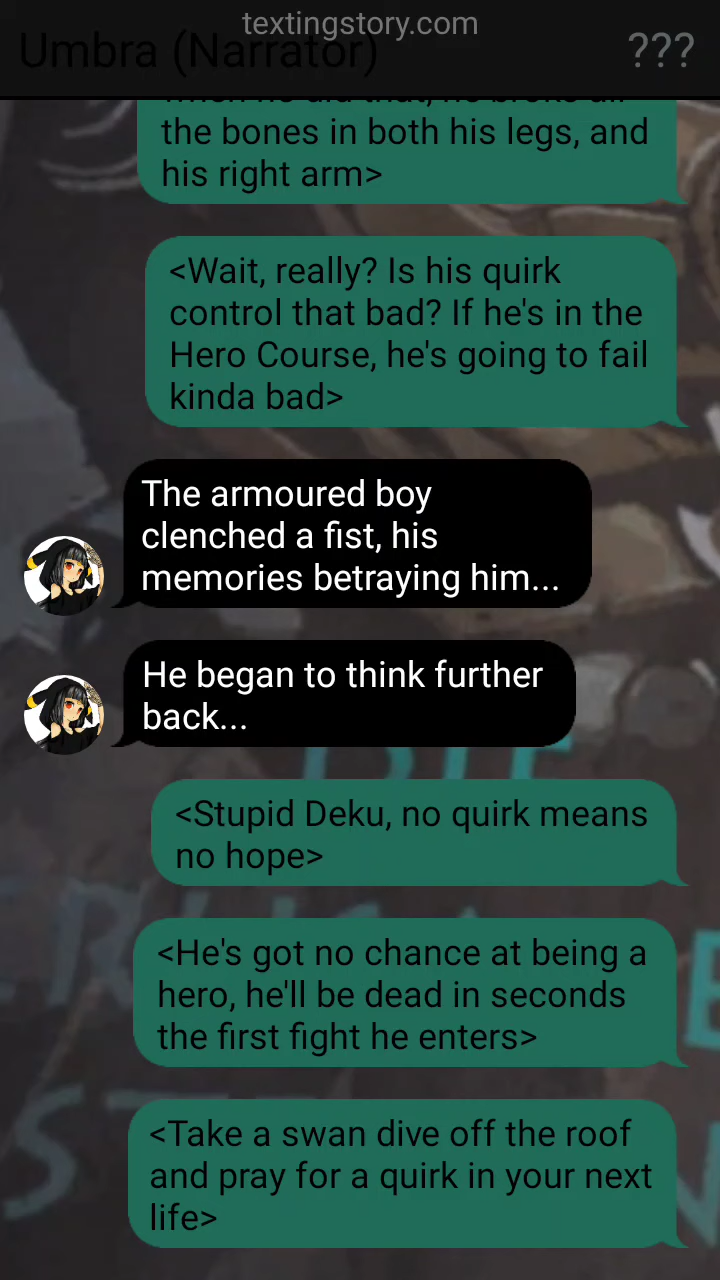 textingstory.com
Umbra (Narrator)
???
the bones in both his legs, and
his right arm>
<Wait, really? Is his quirk
control that bad? If he's in the
Hero Course, he's going to fail
kinda bad>
The armoured boy
clenched a fist, his
memories betraying him...
He began to think further
back...
<Stupid Deku, no quirk means
no hope>
<He's got no chance at being a
hero, he'll be dead in seconds
the first fight he enters>
<Take a swan dive off the roof
and pray for a quirk in your next
life>